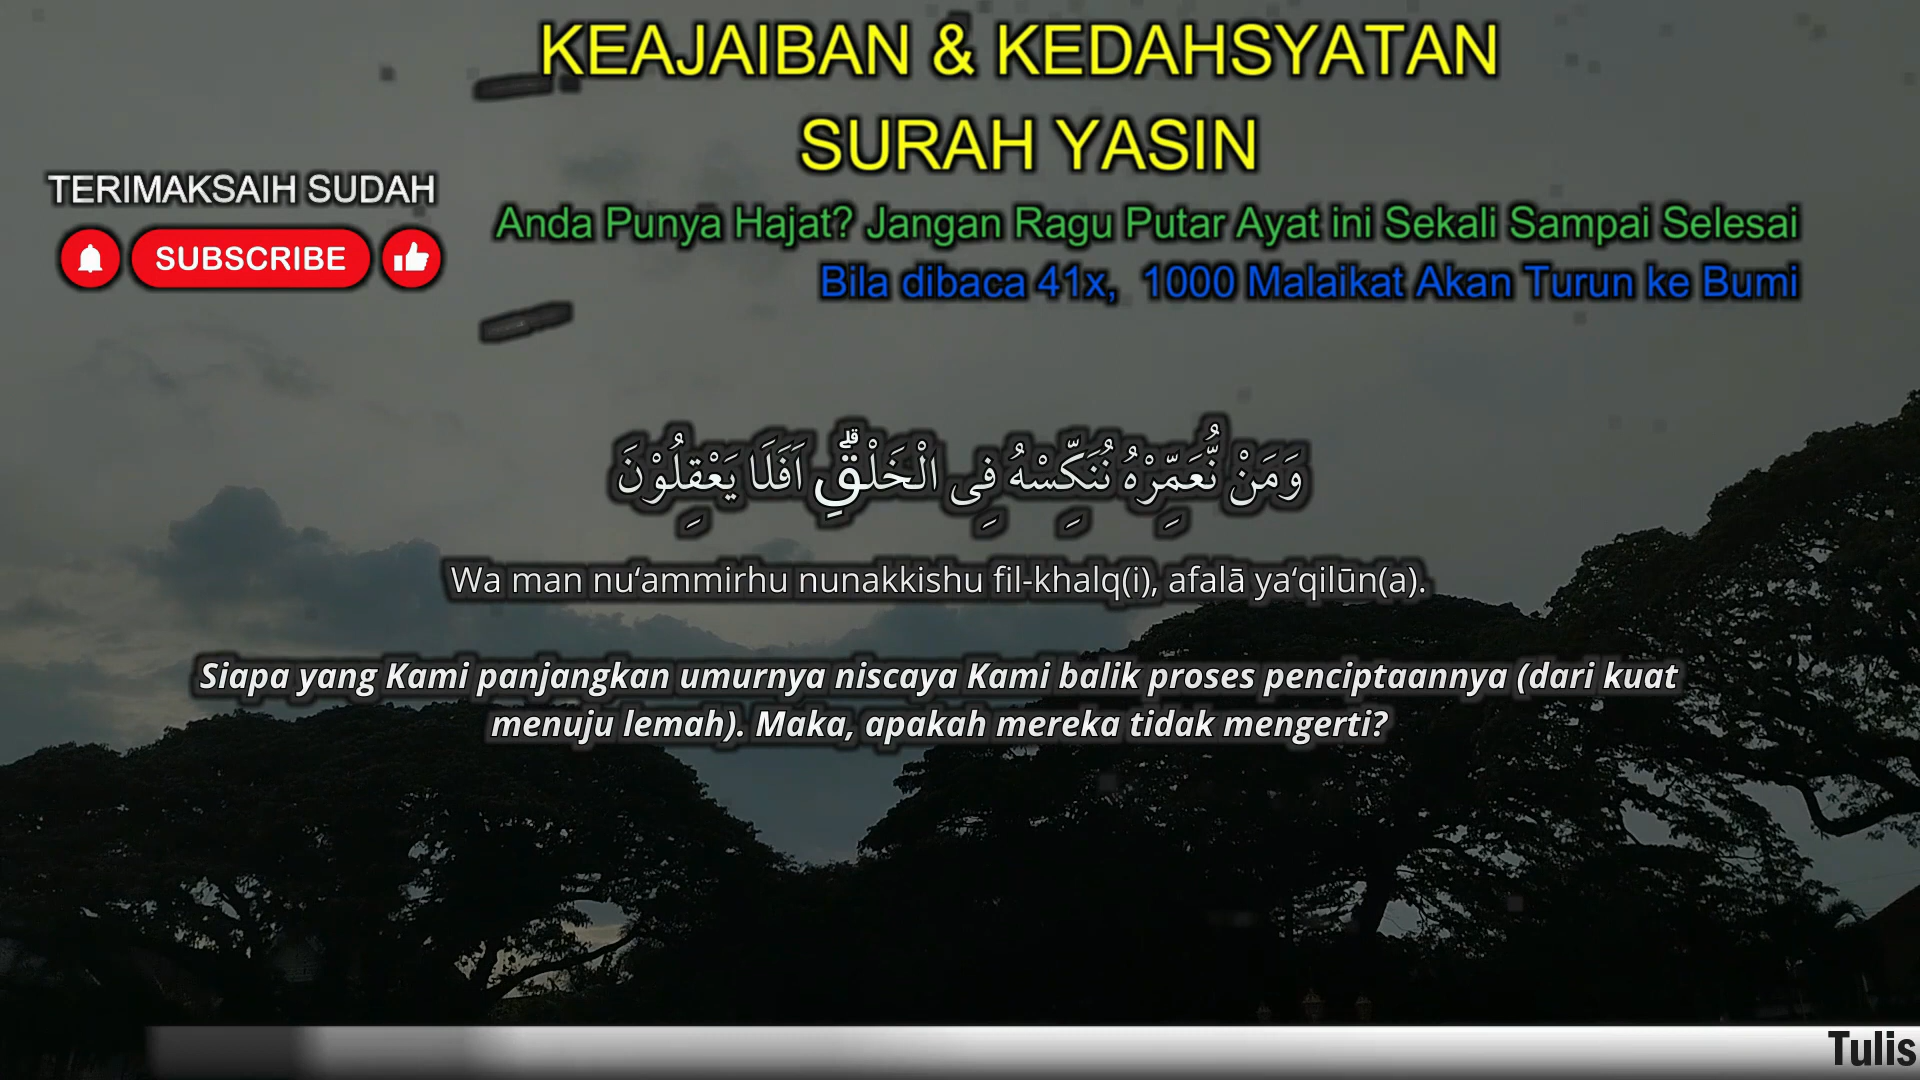 KEAJAIBAN & KEDAHSYATAN
SURAH YASIN
TERIMAKSAIH SUDAH
SUBSCRIBE
Anda Punya Hajat? Jangan Ragu Putar Ayat ini Sekali Sampai Selesai
Bila dibaca 41x, 1000 Malaikat Akan Turun ke Bumi
وَمَنْ نُّعَمِّرْهُ نُنَكِّسْهُ فِى الْخَلْقِۗ اَفَلَا يَعْقِلُوْنَ
Wa man nu‘ammirhu nunakkishu fil-khalq(i), afalā ya‘qilūn(a).
Siapa yang Kami panjangkan umurnya niscaya Kami balik proses penciptaannya (dari kuat
menuju lemah). Maka, apakah mereka tidak mengerti?
Tulis